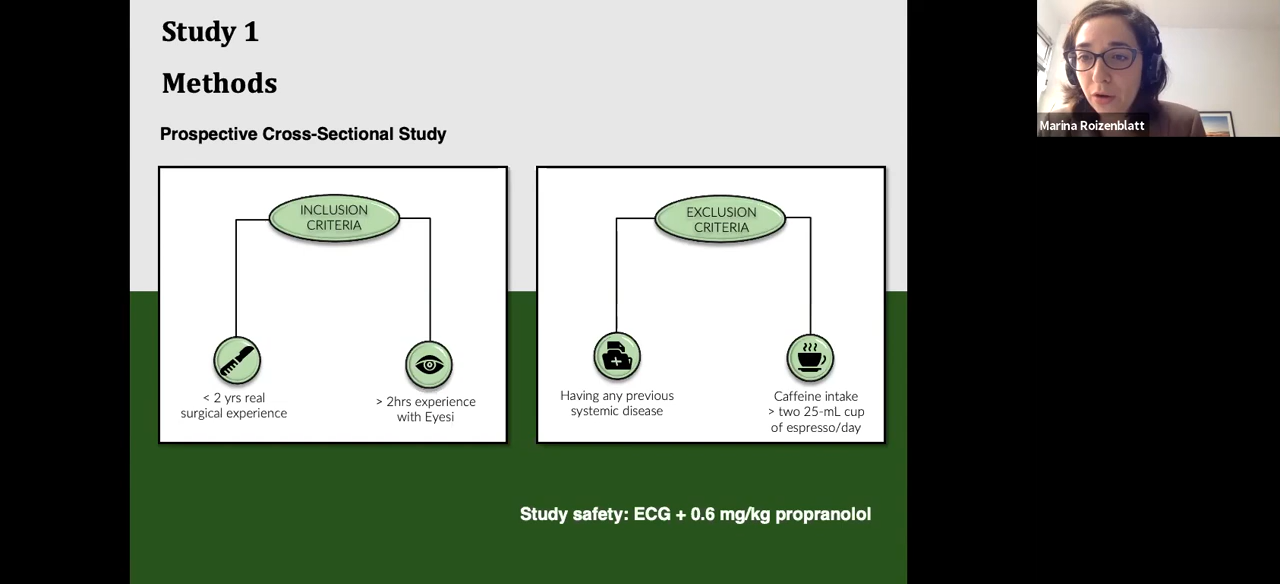 Study 1
Methods
Prospective Cross-Sectional Study
INCLUSION
CRITERIA
< 2 yrs real
surgical experience
> 2hrs experience
with Eyesi
EXCLUSION
CRITERIA
Having any previous
systemic disease
Caffeine intake
> two 25-mL cup
of espresso/day
Study safety: ECG + 0.6 mg/kg propranolol
Marina Roizenblatt